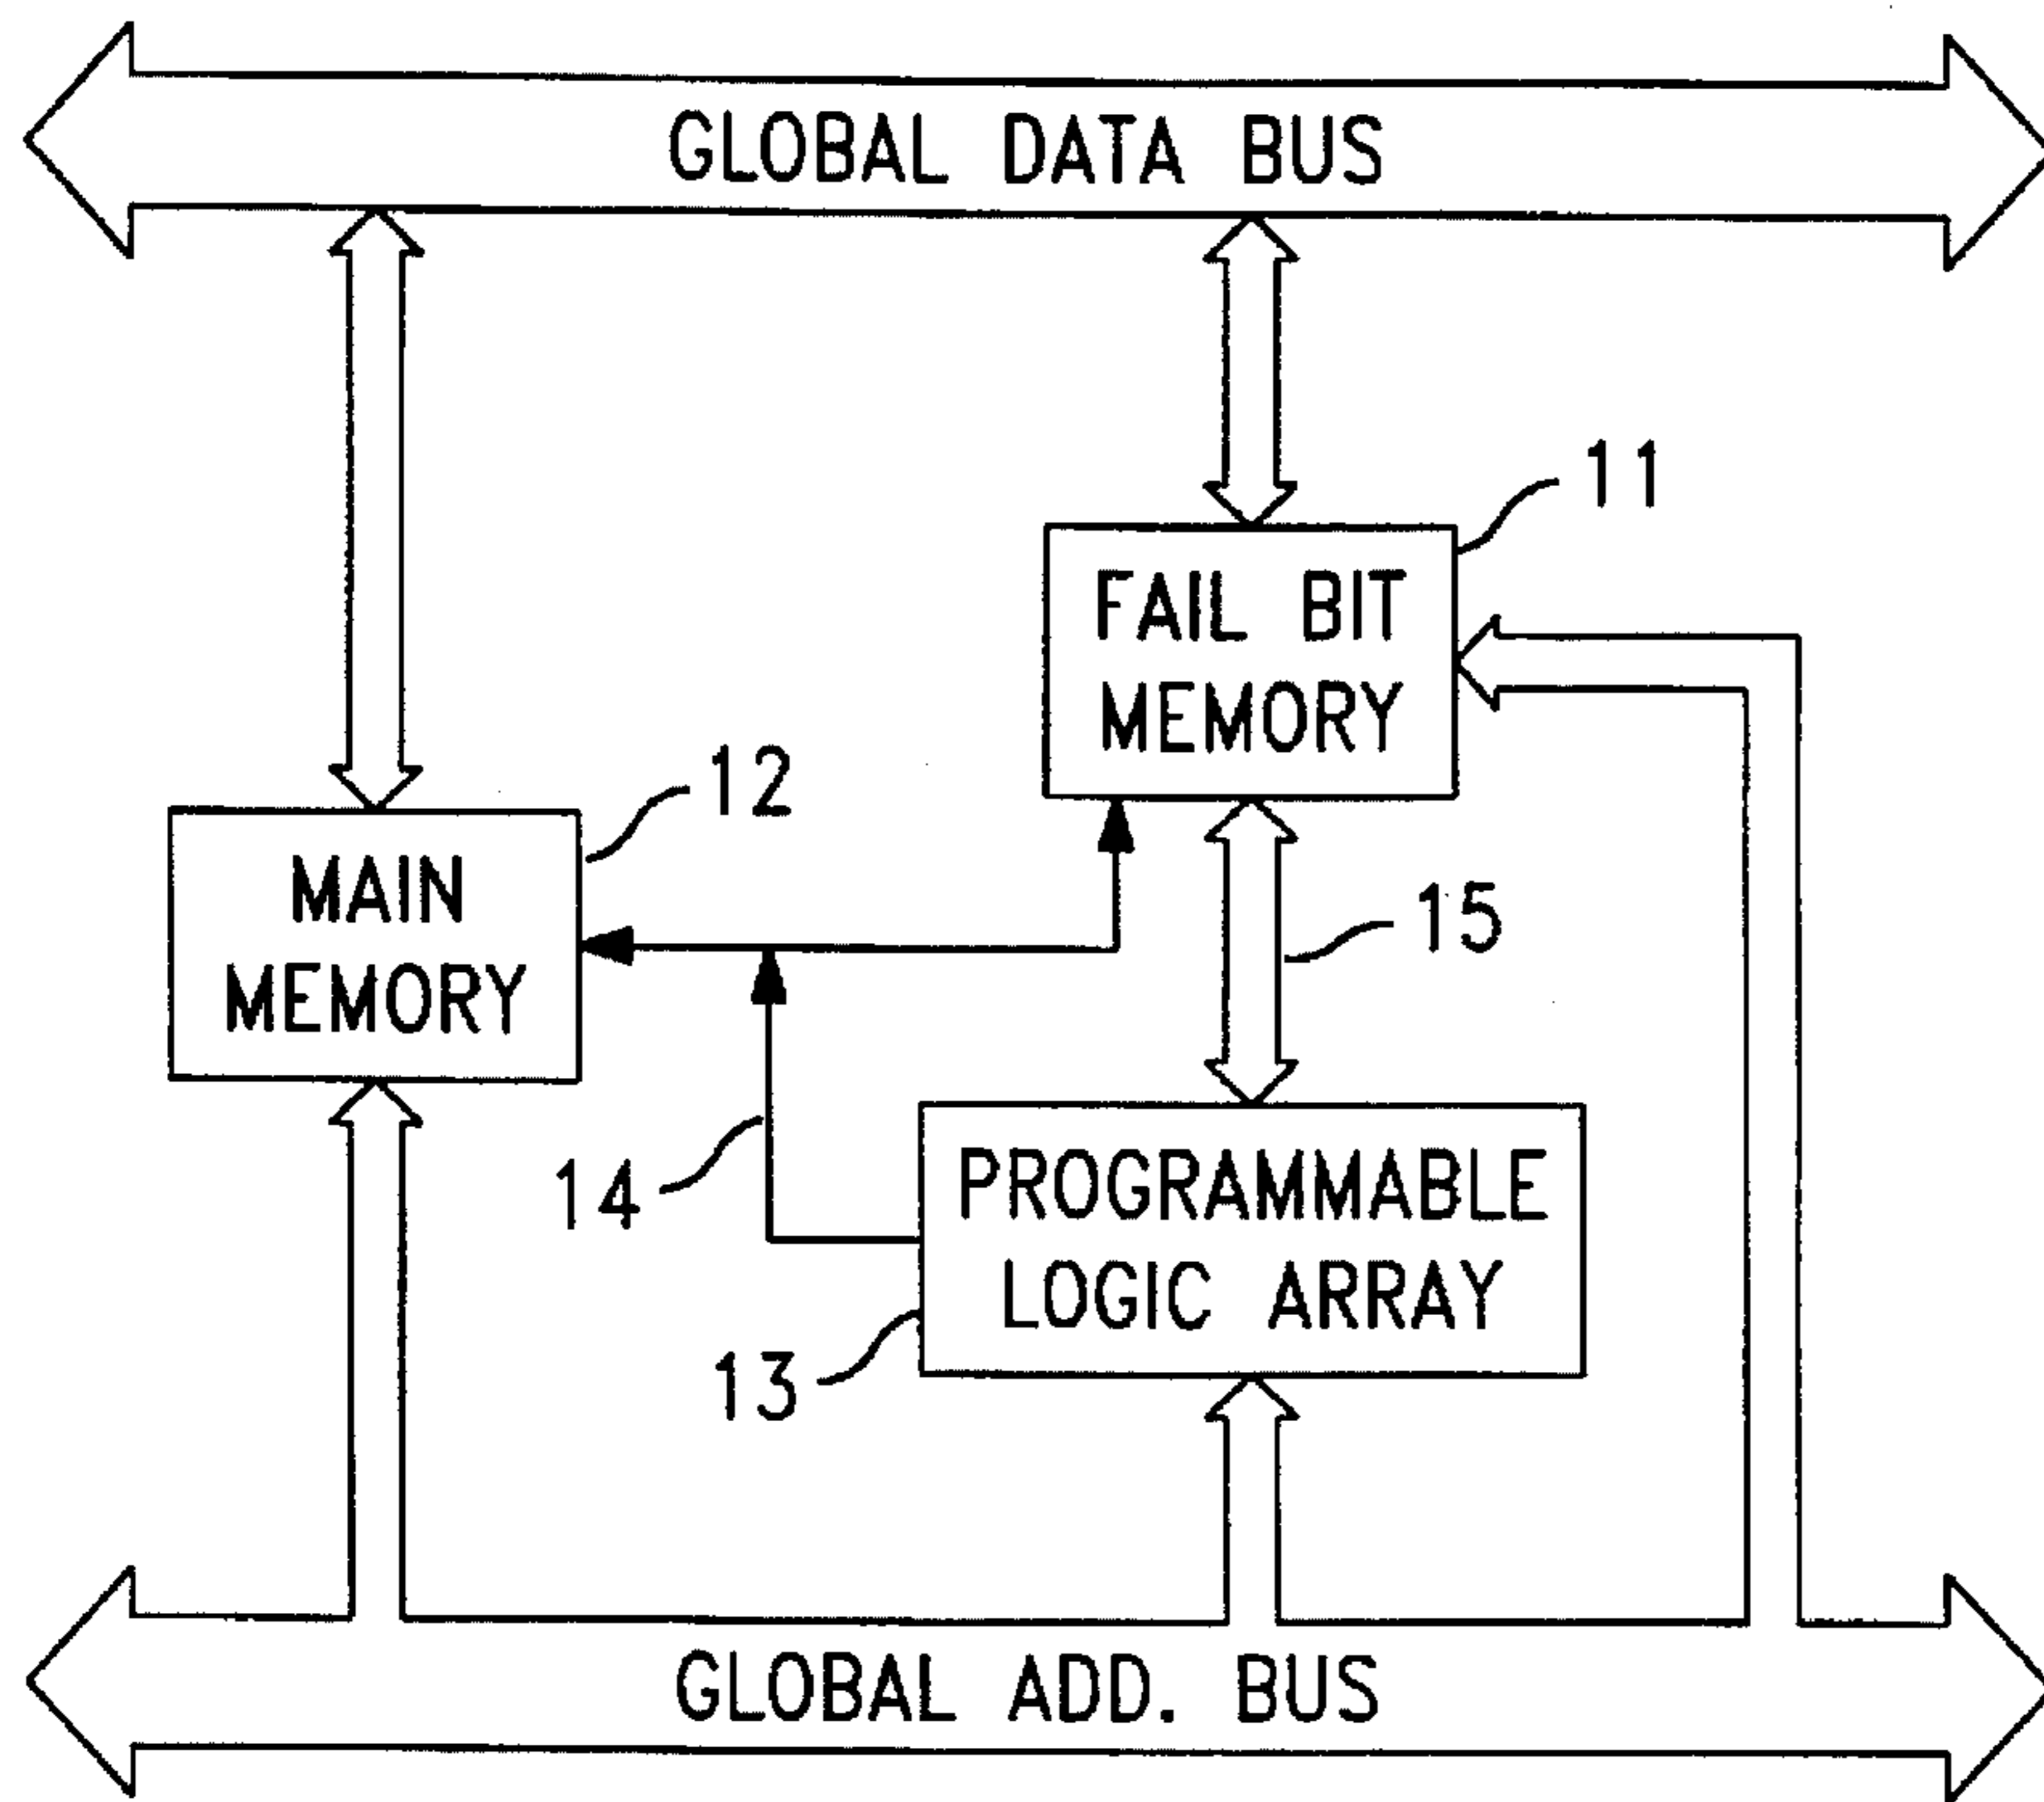 GLOBAL DATA BUS
11
FAIL BIT
MEMORY
12
MAIN
MEMORY
15
14
PROGRAMMABLE
LOGIC ARRAY
13
GLOBAL ADD. BUS